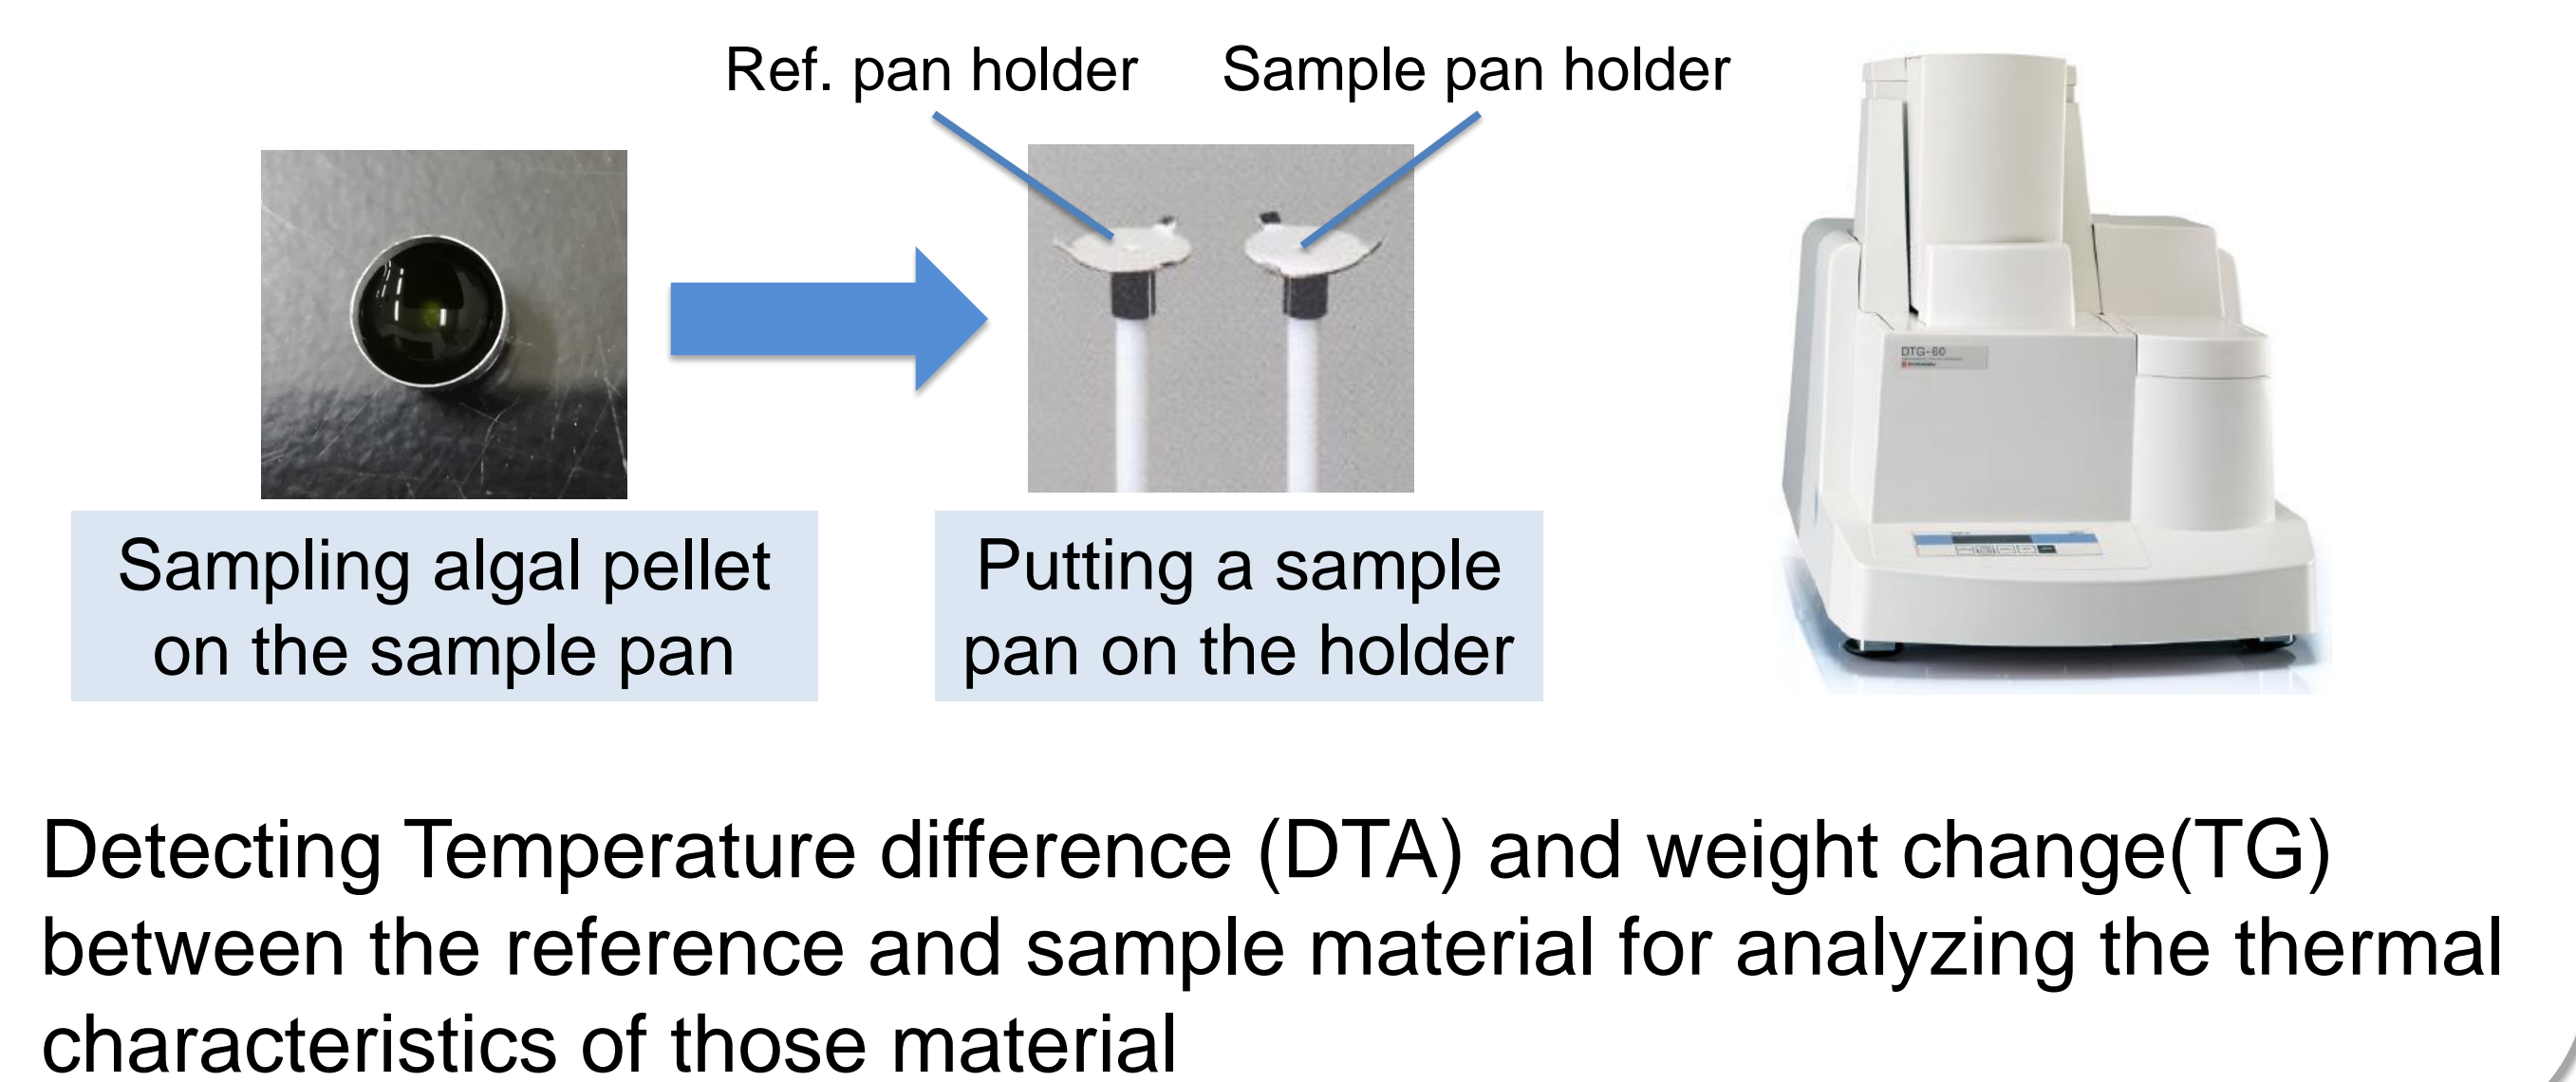 Ref. pan holder
Sample pan holder
DTG-60
Sampling algal pellet
on the sample pan
Putting a sample
pan on the holder
Detecting Temperature difference (DTA) and weight change(TG)
between the reference and sample material for analyzing the thermal
characteristics of those material